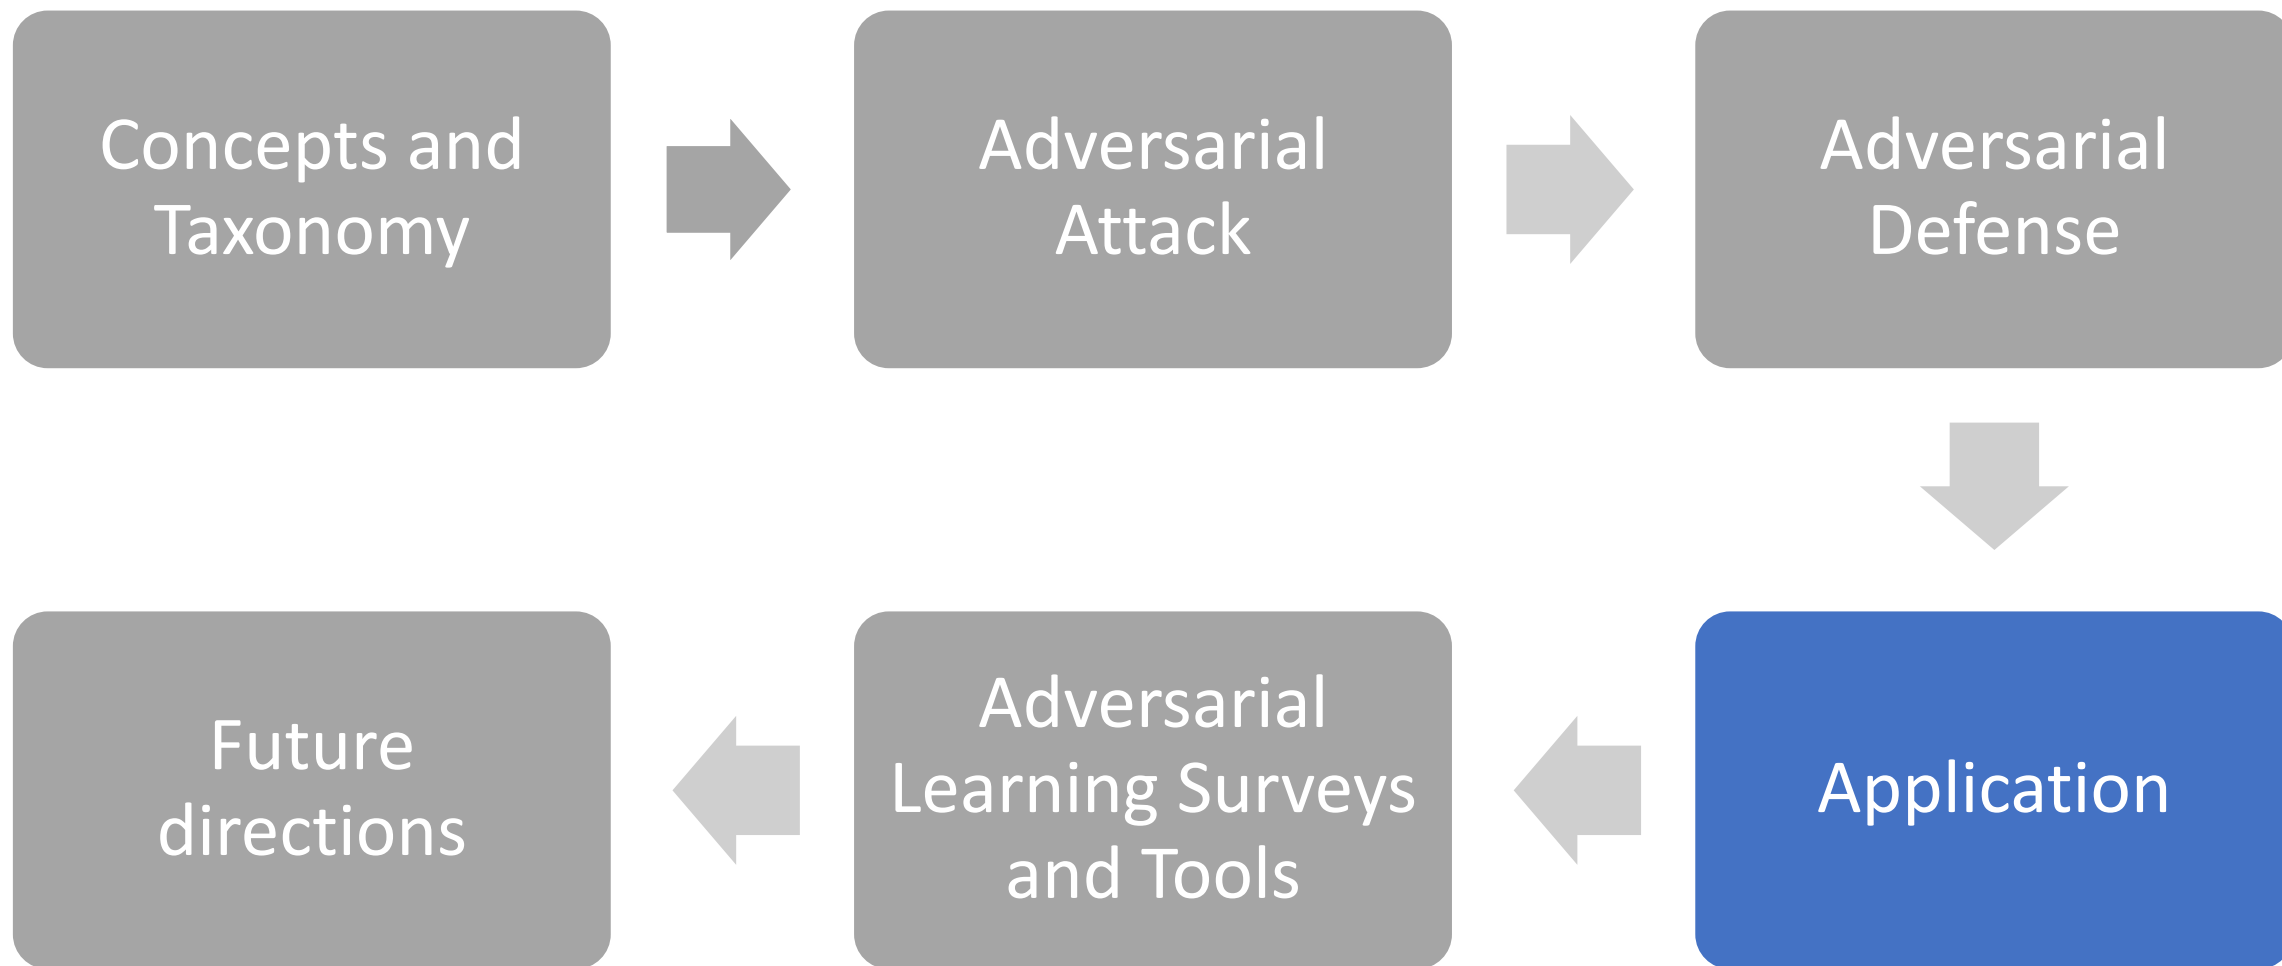 Concepts and
Taxonomy
Adversarial
Attack
Adversarial
Defense
Application
Adversarial
Learning Surveys
and Tools
Future
directions